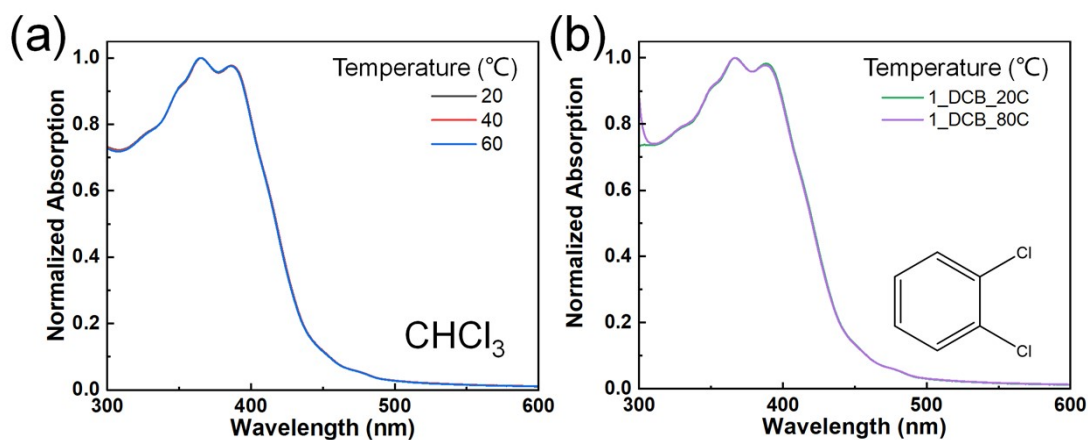 (a)
Temperature (℃)
20
40
60
CHCl3
Normalized Absorption
1.0
0.8
0.6
0.4
0.2
0.0
300
400
500
600
Wavelength (nm)
(b)
Temperature (℃)
1_DCB_20C
1_DCB_80C
Cl
Cl
Normalized Absorption
1.0
0.8
0.6
0.4
0.2
0.0
300
400
500
600
Wavelength (nm)